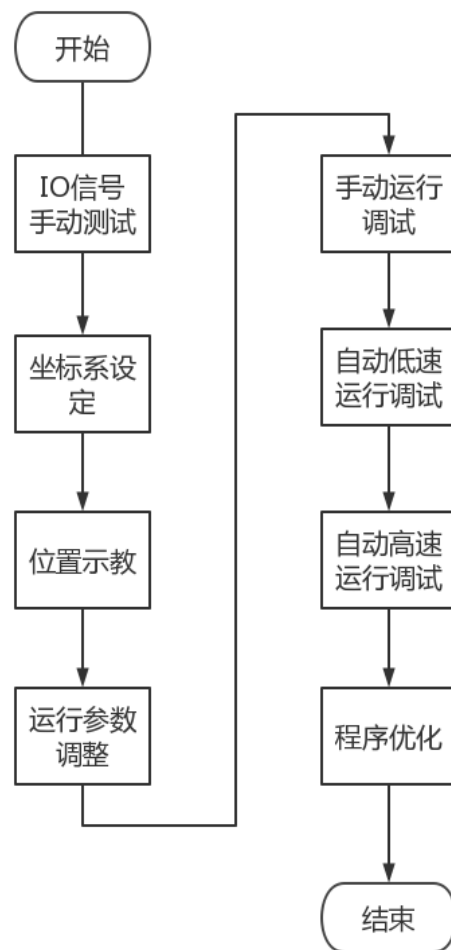 开始
IO信号
手动测试
坐标系设
定
位置示教
运行参数
调整
手动运行
调试
自动低速
运行调试
自动高速
运行调试
程序优化
结束